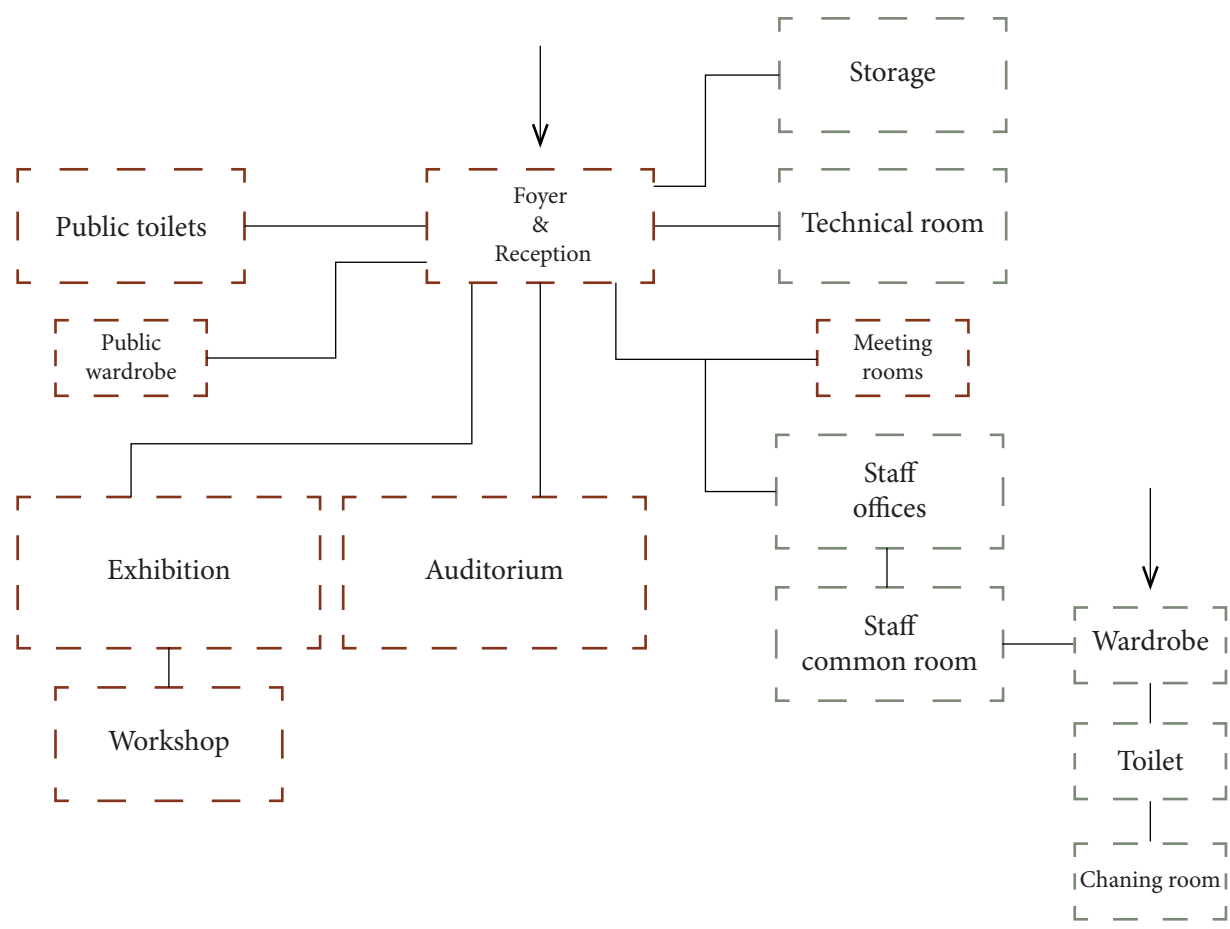 Storage
Foyer
&
Reception
Public toilets
Technical room
Public
wardrobe
Meeting
rooms
Staff
offices
Exhibition
Auditorium
Staff
common room
Wardrobe
Workshop
Toilet
Chaning room